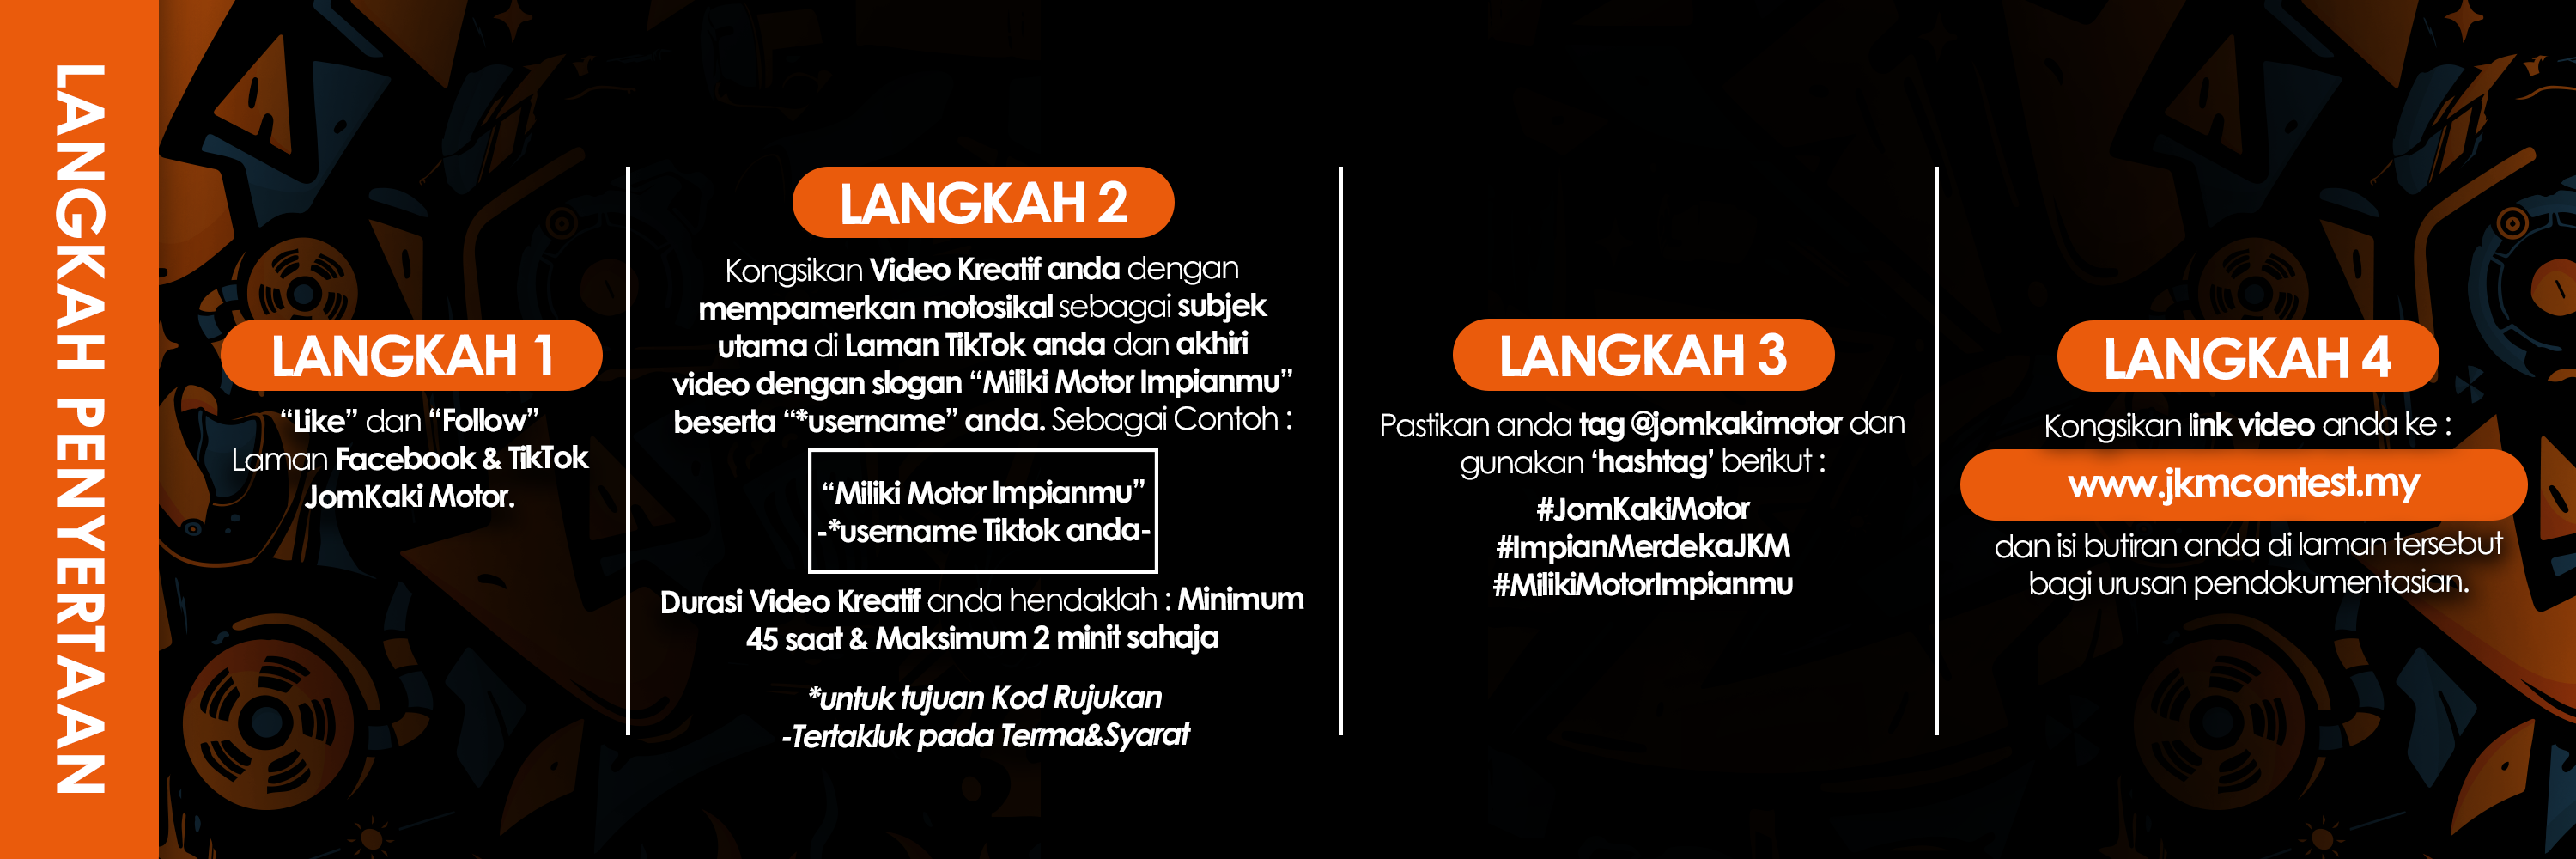 LANGKAH PENYERTAAN
LANGKAH 1
“Like” dan “Follow”
Laman Facebook & TikTok
JomKaki Motor.
LANGKAH 2
Kongsikan Video Kreatif anda dengan
mempamerkan motosikal sebagai subjek
utama di Laman TikTok anda dan akhiri
video dengan slogan “Miliki Motor Impianmu”
beserta “*username” anda. Sebagai Contoh :
“Miliki Motor Impianmu”
-*username Tiktok anda-
Durasi Video Kreatif anda hendaklah : Minimum
45 saat & Maksimum 2 minit sahaja
*untuk tujuan Kod Rujukan
-Tertakluk pada Terma&Syarat
LANGKAH 3
Pastikan anda tag @jomkakimotor dan
gunakan ‘hashtag’ berikut :
#JomKakiMotor
#ImpianMerdekaJKM
#MilikiMotorImpianmu
LANGKAH 4
Kongsikan link video anda ke :
www.jkmcontest.my
dan isi butiran anda di laman tersebut
bagi urusan pendokumentasian.